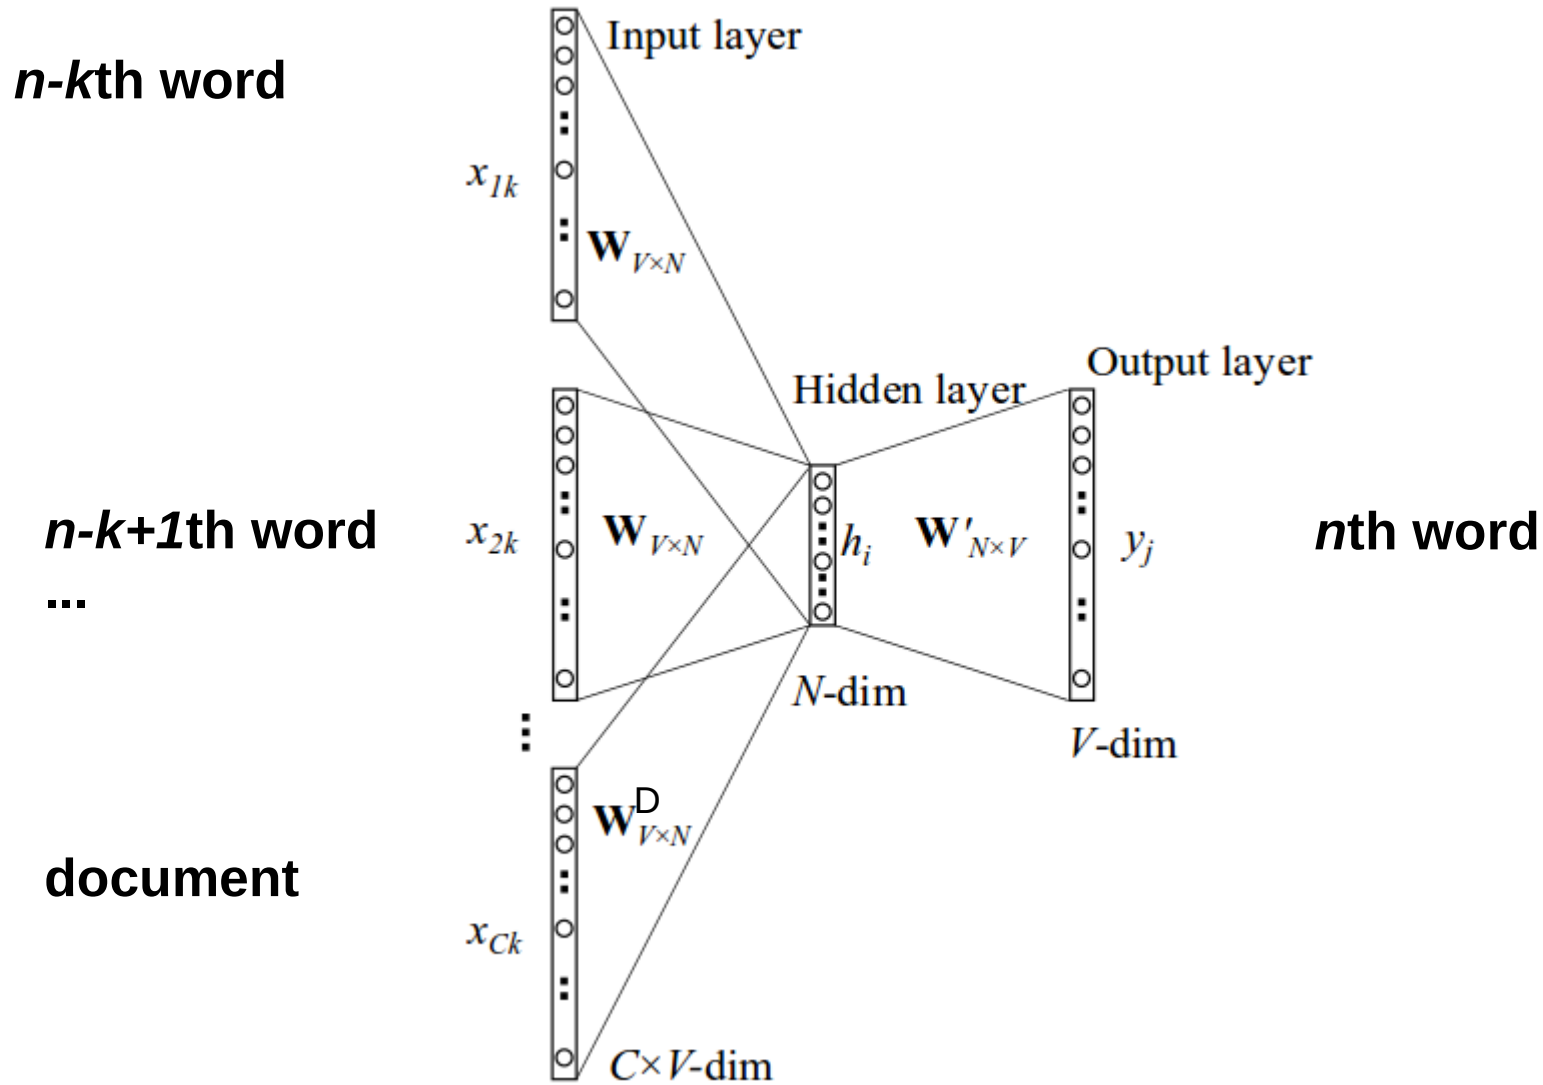 Input layer
n-kth word
x1k
WV×N
Output layer
Hidden layer
n-k+1th word
x2k
WV×N
hi
W'N×V
yj
nth word
...
N-dim
V-dim
WDV×N
document
xCk
C×V-dim